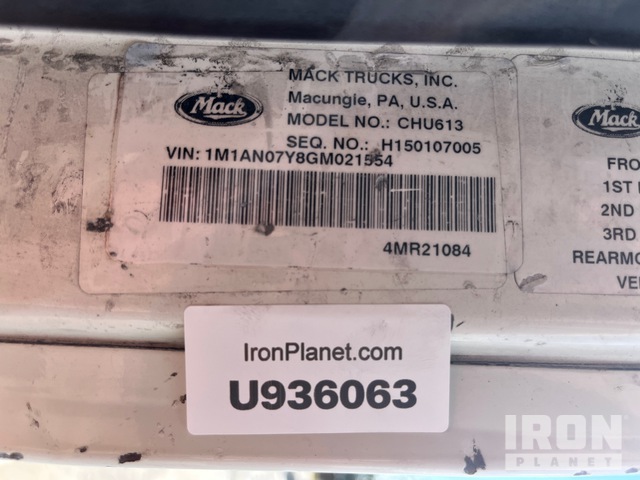 Mack
MACK TRUCKS, INC.
Macungie, PA, U.S.A.
MODEL NO.: CHU613
SEQ. NO.: H150107005
VIN: 1M1AN07Y8GM021554
4MR21084
Mack
FRO
1ST
2ND
3RD
REARMO
VE
IronPlanet.com
U936063
IRON
PLANET